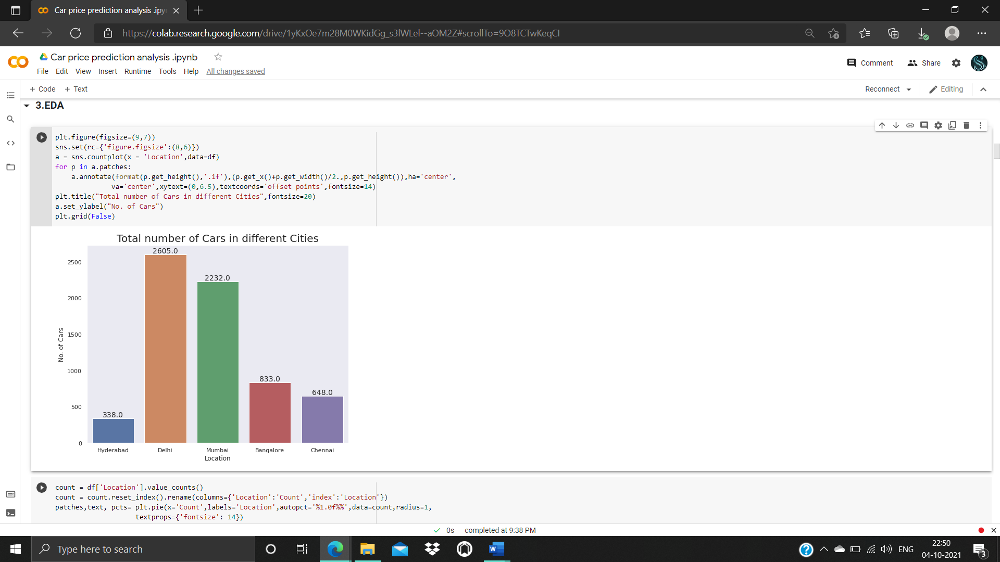 Car price prediction analysis .ipyn
https://colab.research.google.com/drive/1yKxOe7m28M0WKidGg_s3lWLel--aOM2Z#scrollTo=9O8TCTwKeqCI
Car price prediction analysis .ipynb
Comment
Share
File Edit View Insert Runtime Tools Help All changes saved
+ Code + Text
Reconnect
Editing
3.EDA
plt.figure(figsize=(9,7))
sns.set(rc={'figure.figsize':(8,6)})
a = sns.countplot(x = 'Location',data=df)
for p in a.patches:
    a.annotate(format(p.get_height(),'.1f'),(p.get_x()+p.get_width()/2.,p.get_height()),ha='center',
              va='center',xytext=(0,6.5),textcoords='offset points',fontsize=14)
plt.title("Total number of Cars in different Cities",fontsize=20)
a.set_ylabel("No. of Cars")
plt.grid(False)
Total number of Cars in different Cities
2605.0
2500
2232.0
2000
No. of Cars
1500
1000
833.0
648.0
500
338.0
0
Hyderabad Delhi Mumbai Bangalore Chennai
Location
count = df['Location'].value_counts()
count = count.reset_index().rename(columns={'Location':'Count','index':'Location'})
patches,text, pcts= plt.pie(x='Count',labels='Location',autopct='%1.0f%%',data=count,radius=1,
                    textprops={'fontsize': 14})
0s completed at 9:38 PM
Type here to search
W
ENG
22:50
04-10-2021
3